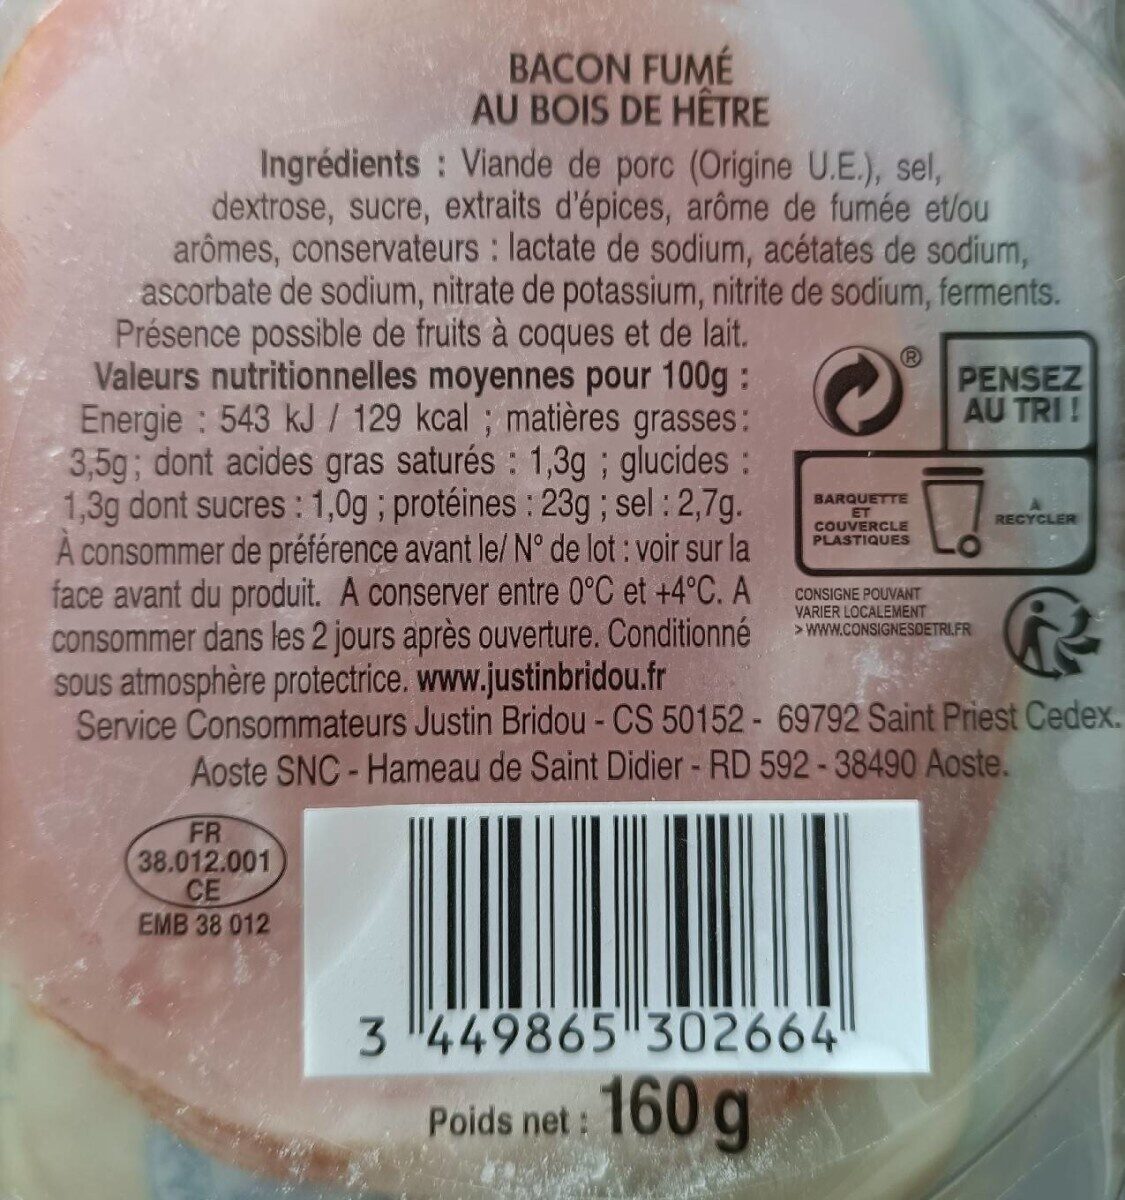 BACON FUMÉ
AU BOIS DE HÊTRE
Ingrédients : Viande de porc (Origine U.E.), sel,
dextrose, sucre, extraits d'épices, arôme de fumée et/ou
arômes, conservateurs : lactate de sodium, acétates de sodium,
ascorbate de sodium, nitrate de potassium, nitrite de sodium, ferments.
Présence possible de fruits à coques et de lait.
Valeurs nutritionnelles moyennes pour 100g :
Energie : 543 kJ / 129 kcal ; matières grasses :
3,5g ; dont acides gras saturés : 1,3g ; glucides :
1,3g dont sucres : 1,0g ; protéines : 23g ; sel : 2,7g.
À consommer de préférence avant le/ N° de lot : voir sur la
face avant du produit. A conserver entre 0°C et +4°C. A
consommer dans les 2 jours après ouverture. Conditionné
sous atmosphère protectrice. www.justinbridou.fr
Service Consommateurs Justin Bridou - CS 50152 - 69792 Saint Priest Cedex.
Aoste SNC - Hameau de Saint Didier - RD 592 - 38490 Aoste.
®
PENSEZ
AU TRI !
BARQUETTE
ET
COUVERCLE
PLASTIQUES
À
RECYCLER
CONSIGNE POUVANT
VARIER LOCALEMENT
> WWW.CONSIGNESDETRI.FR
FR
38.012.001
CE
EMB 38 012
3 449865 302664
Poids net : 160 g